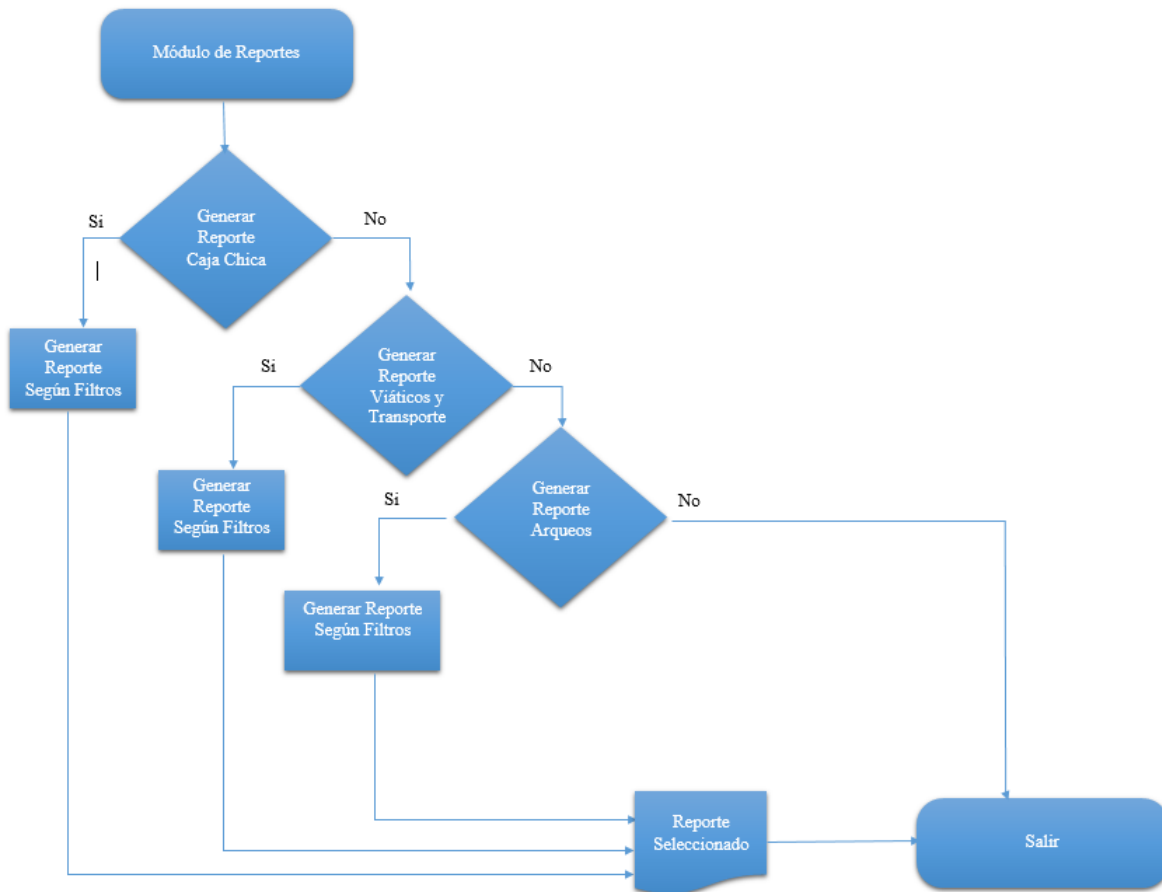 Módulo de Reportes
Generar
Reporte
Caja Chica
Si
No
Generar
Reporte
Según Filtros
Generar
Reporte
Viáticos y
Transporte
Si
No
Generar
Reporte
Según Filtros
Generar
Reporte
Arqueos
Si
No
Generar Reporte
Según Filtros
Reporte
Seleccionado
Salir